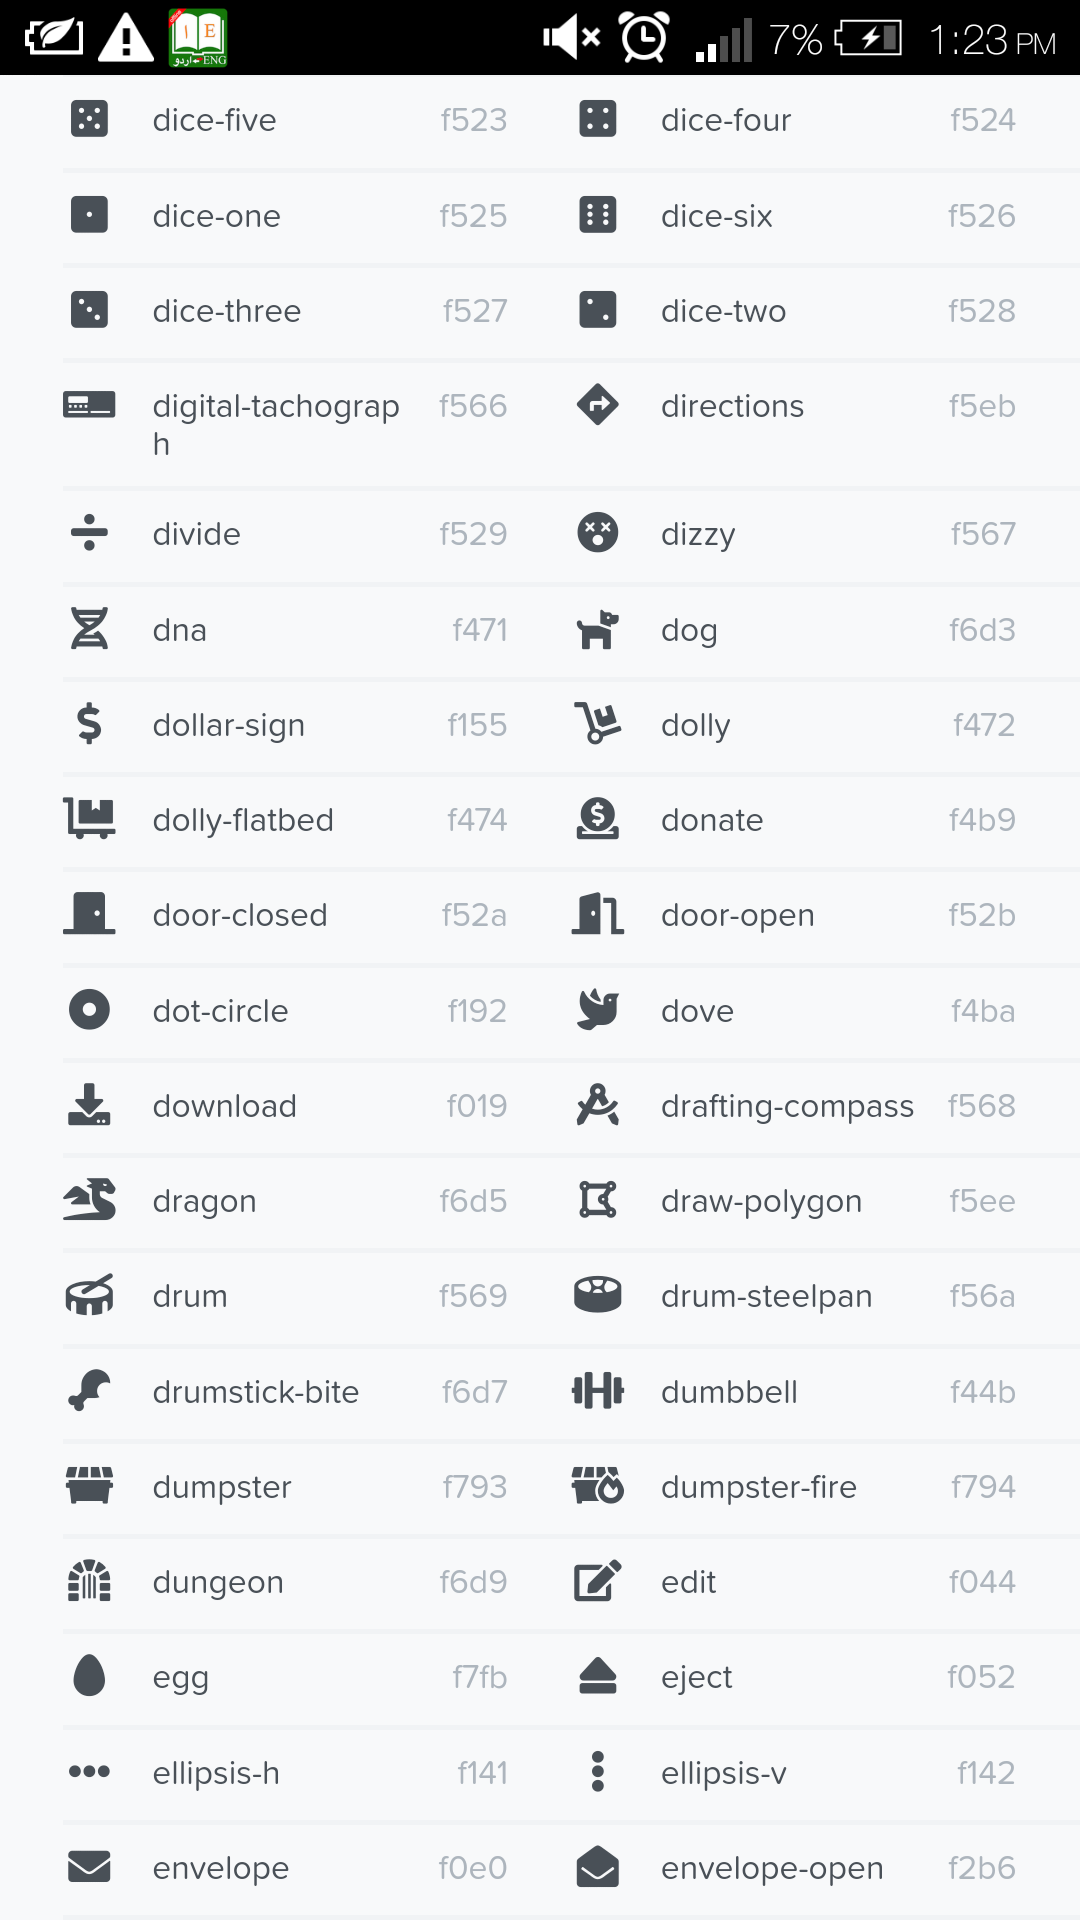 I E
اردو ENG
7% 1:23 PM
dice-five f523 dice-four f524
dice-one f525 dice-six f526
dice-three f527 dice-two f528
digital-tachograp f566 directions f5eb
h
divide f529 dizzy f567
dna f471 dog f6d3
dollar-sign f155 dolly f472
dolly-flatbed f474 donate f4b9
door-closed f52a door-open f52b
dot-circle f192 dove f4ba
download f019 drafting-compass f568
dragon f6d5 draw-polygon f5ee
drum f569 drum-steelpan f56a
drumstick-bite f6d7 dumbbell f44b
dumpster f793 dumpster-fire f794
dungeon f6d9 edit f044
egg f7fb eject f052
ellipsis-h f141 ellipsis-v f142
envelope f0e0 envelope-open f2b6